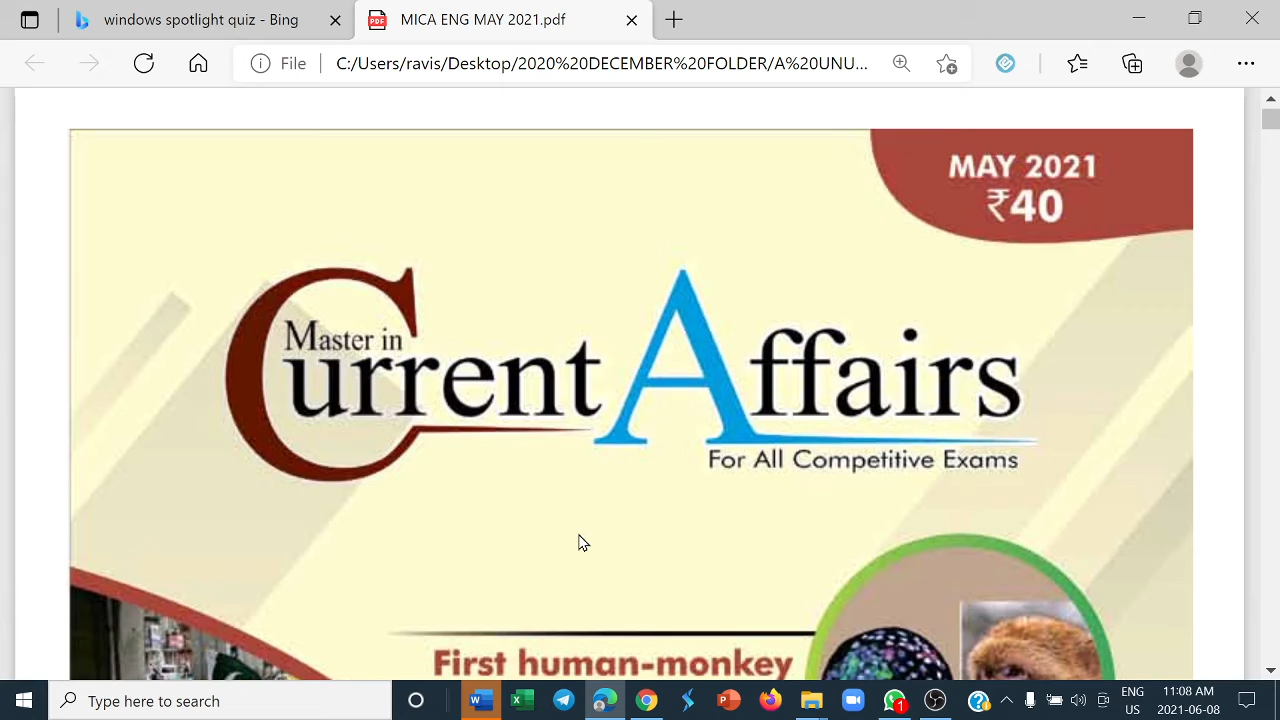 windows spotlight quiz - Bing
MICA ENG MAY 2021.pdf
PDF
File
C:/Users/ravis/Desktop/2020%20DECEMBER%20FOLDER/A%20UNU...
MAY 2021
₹40
Master in
Current Affairs
For All Competitive Exams
First human-monkey
Type here to search
1
ENG
US
11:08 AM
2021-06-08